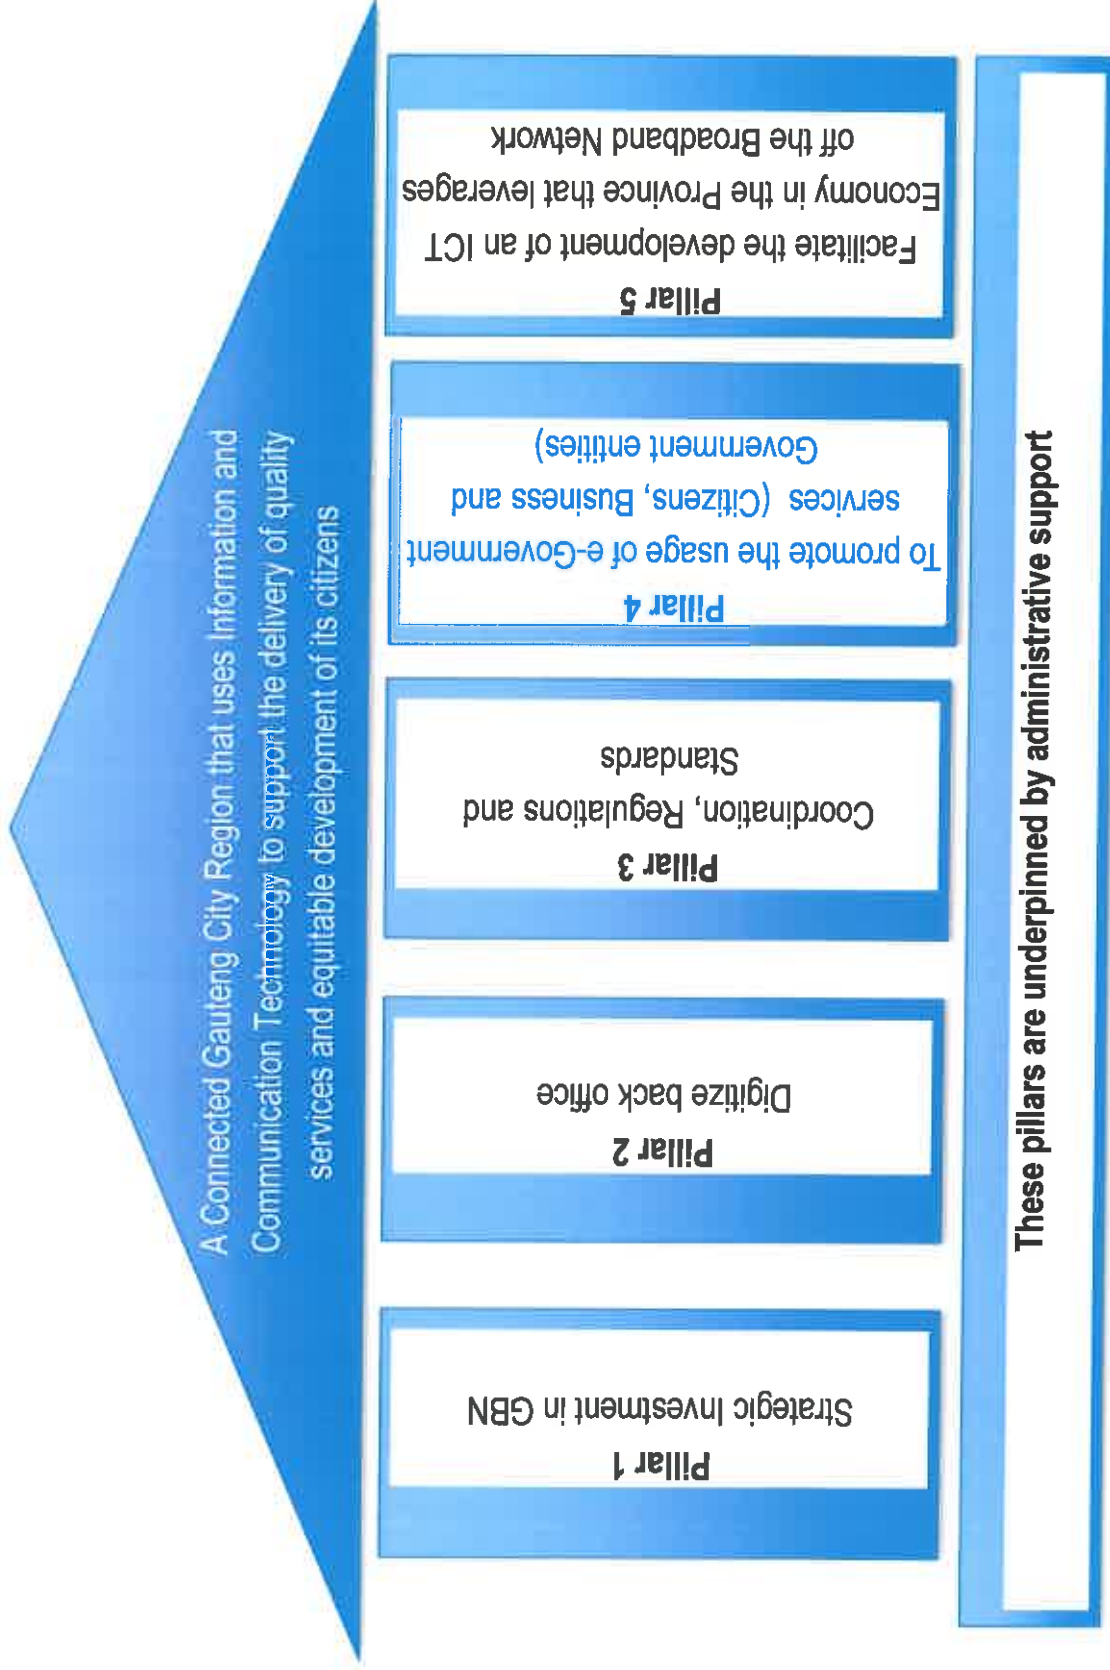 A Connected Gauteng City Region that uses Information and
Communication Technology to support the delivery of quality
services and equitable development of its citizens
Pillar 1
Strategic Investment in GBN
Pillar 2
Digitize back office
Pillar 3
Coordination, Regulations and
Standards
Pillar 4
To promote the usage of e-Government
services (Citizens, Business and
Government entities)
Pillar 5
Facilitate the development of an ICT
Economy in the Province that leverages
off the Broadband Network
These pillars are underpinned by administrative support